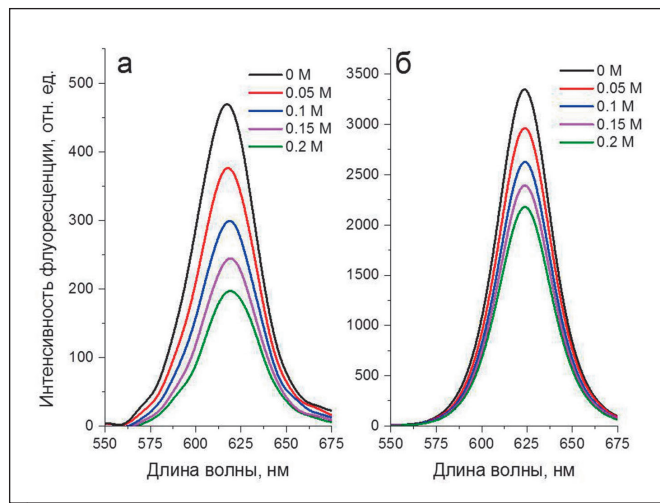 а
0 M
0.05 M
0.1 M
0.15 M
0.2 M
500
400
300
200
100
0
550 575 600 625 650 675
Длина волны, нм
Интенсивность флуоресценции, отн. ед.
б
0 M
0.05 M
0.1 M
0.15 M
0.2 M
3500
3000
2500
2000
1500
1000
500
0
550 575 600 625 650 675
Длина волны, нм